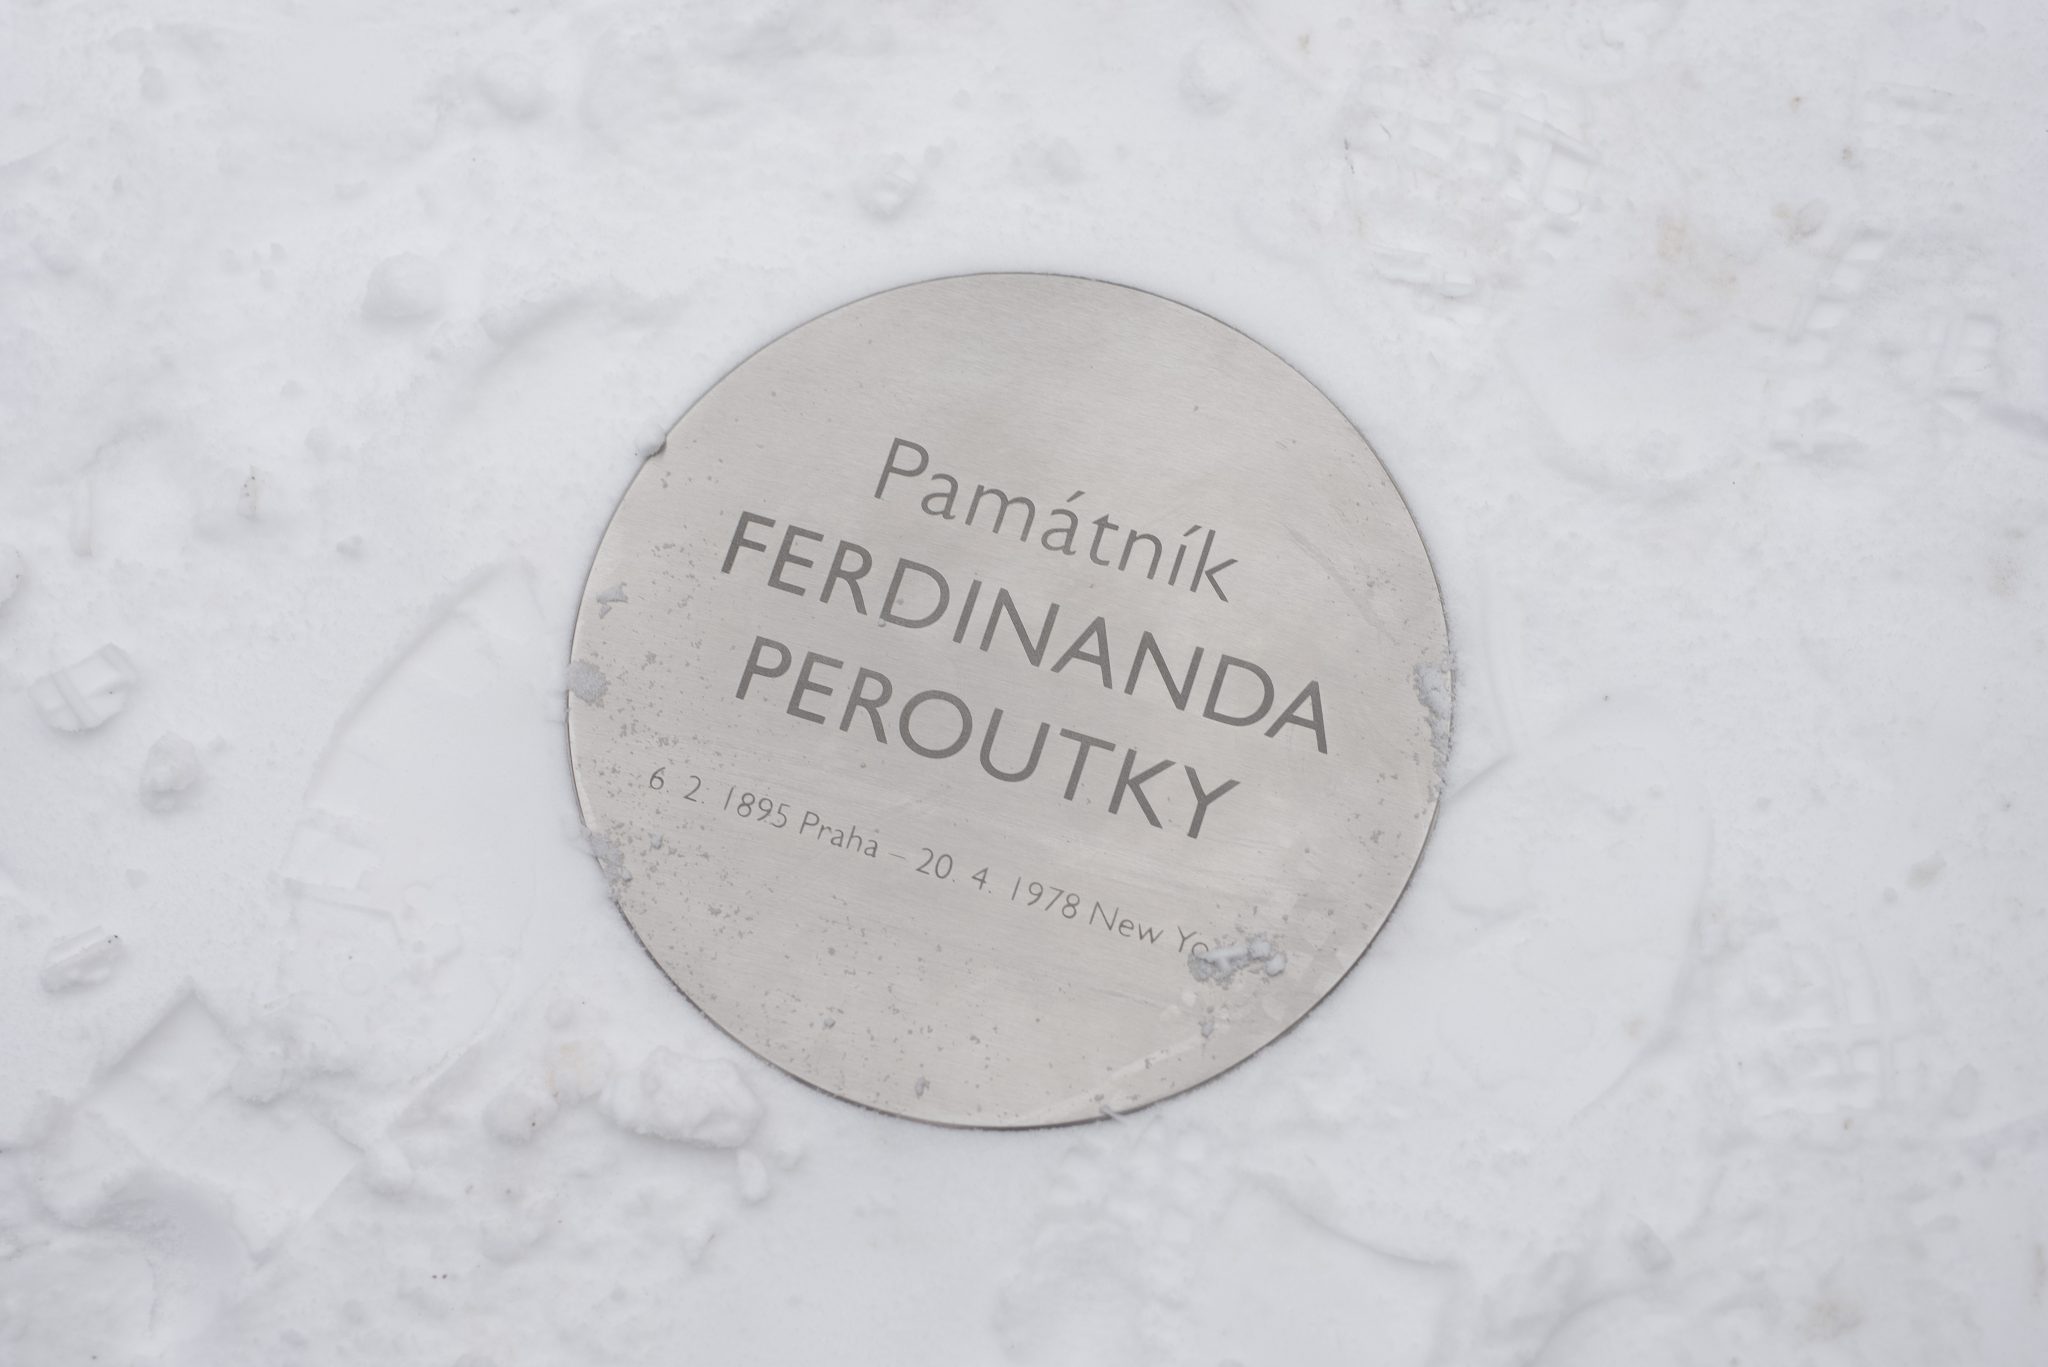 Památník
FERDINANDA
PEROUTKY
6. 2. 1895 Praha – 20. 4. 1978 New